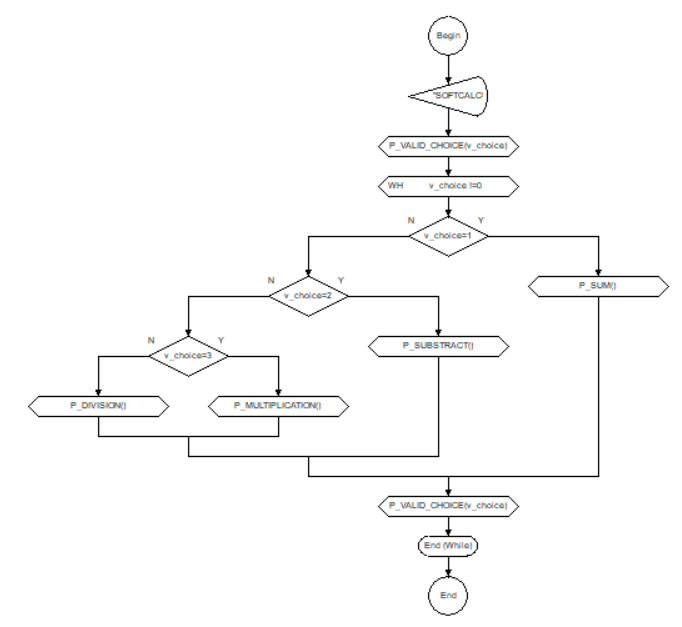 Begin
"SOFTCALC
P_VALID_CHOICE(v_choice)
WH v_choice !=0
N Y
v_choice=1
N Y
v_choice=2
P_SUM()
N Y
v_choice=3
P_SUBSTRACT()
P_DIVISION()
P_MULTIPLICATION()
P_VALID_CHOICE(v_choice)
End (While)
End